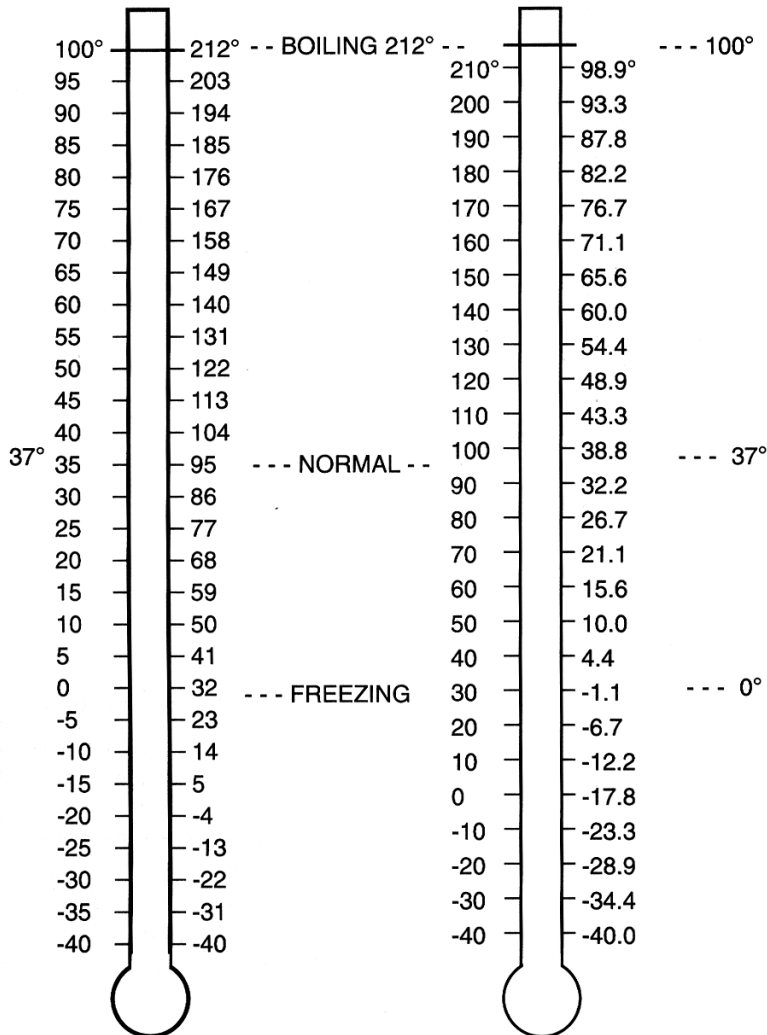 100° 212° - - BOILING 212° - - - - - 100°
95 203 210° 98.9°
90 194 200 93.3
85 185 190 87.8
80 176 180 82.2
75 167 170 76.7
70 158 160 71.1
65 149 150 65.6
60 140 140 60.0
55 131 130 54.4
50 122 120 48.9
45 113 110 43.3
40 104 100 38.8
37° 35 95 - - - NORMAL - - - - - 37°
30 86 90 32.2
25 77 80 26.7
20 68 70 21.1
15 59 60 15.6
10 50 50 10.0
5 41 40 4.4
0 32 - - - FREEZING 30 -1.1 - - - 0°
-5 23 20 -6.7
-10 14 10 -12.2
-15 5 0 -17.8
-20 -4 -10 -23.3
-25 -13 -20 -28.9
-30 -22 -30 -34.4
-35 -31 -40 -40.0
-40 -40